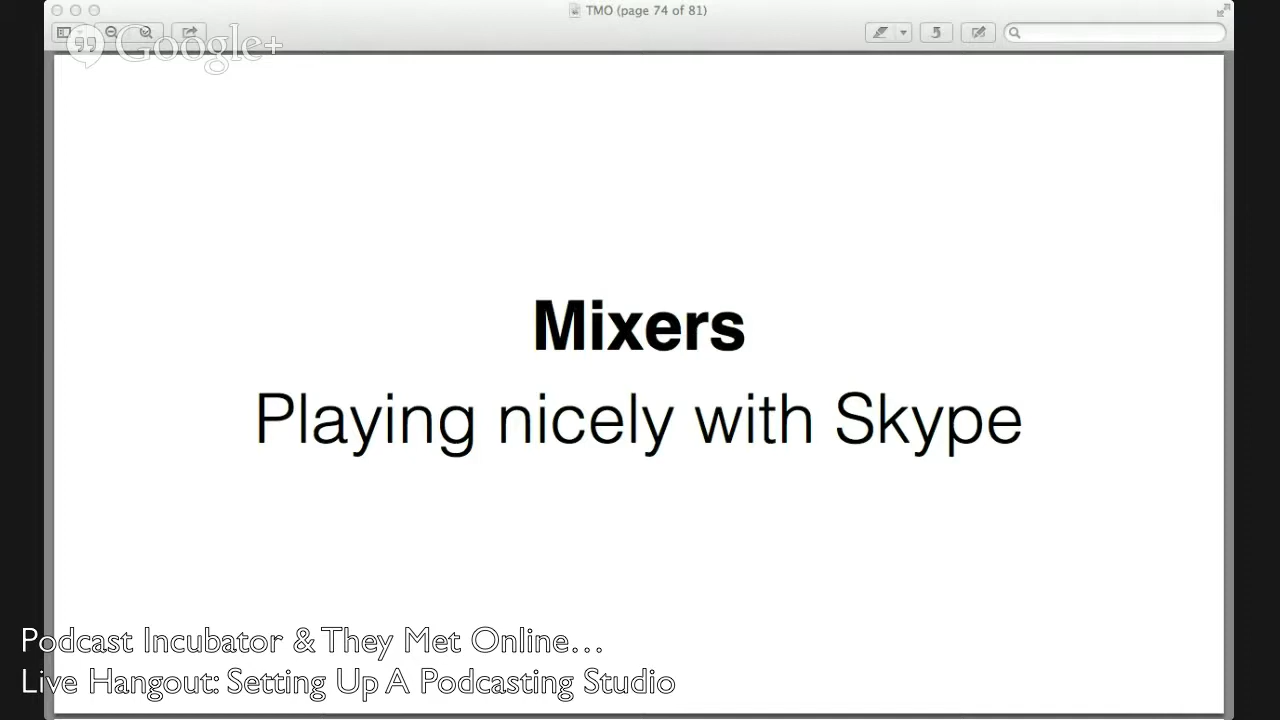 TMO (page 74 of 81)
Google+
Mixers
Playing nicely with Skype
Podcast Incubator & They Met Online...
Live Hangout: Setting Up A Podcasting Studio